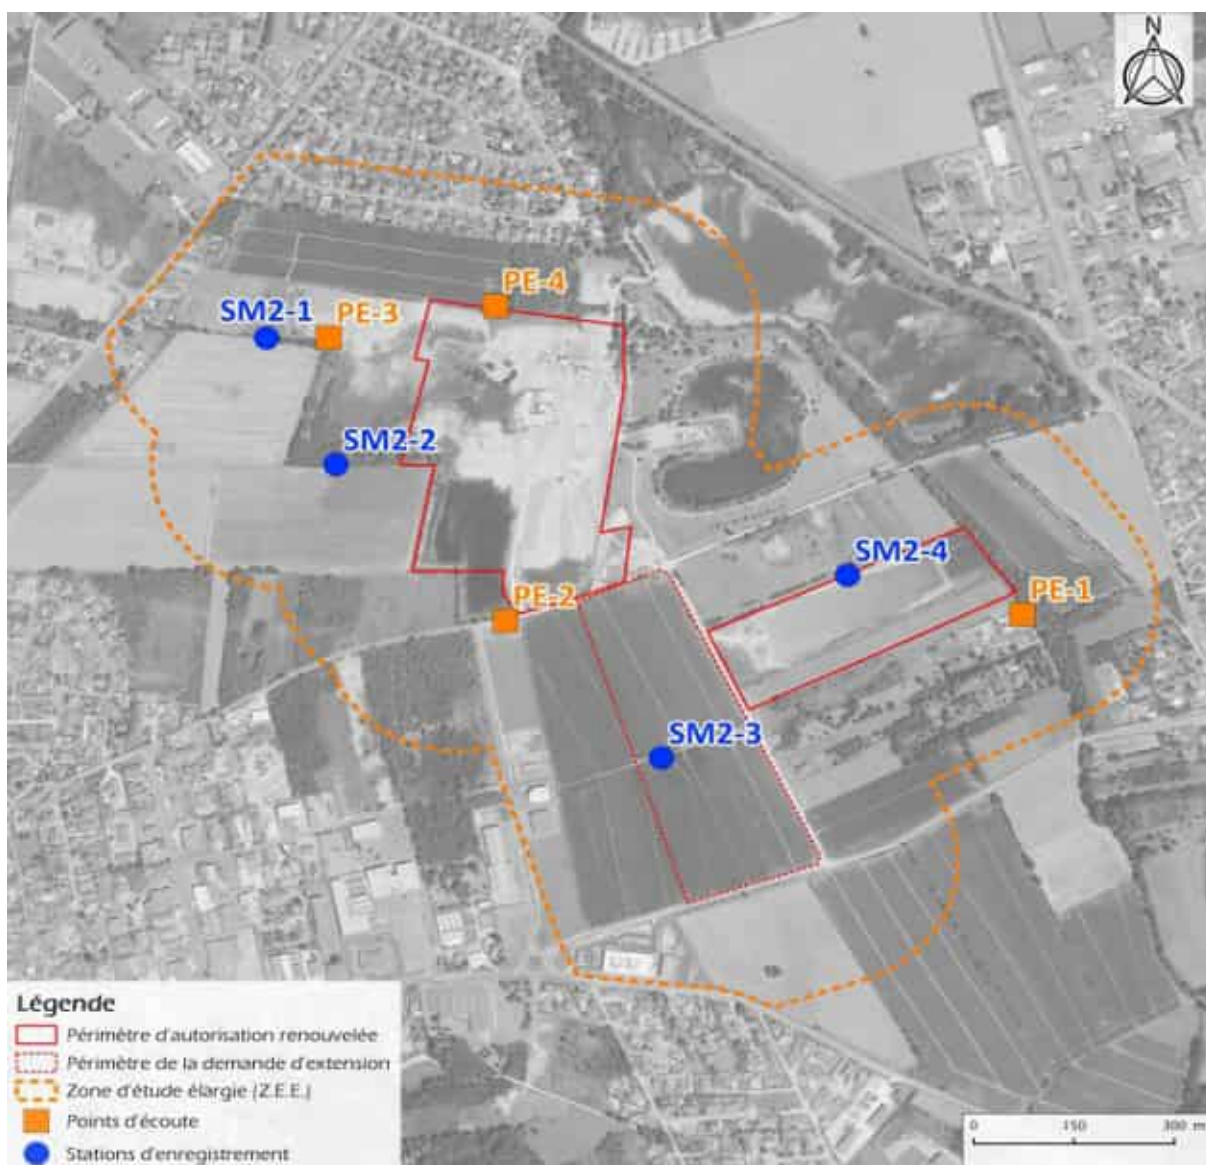 N
PE-4
SM2-1
PE-3
SM2-2
SM2-4
PE-2
PE-1
SM2-3
Légende
Périmètre d'autorisation renouvelée
Périmètre de la demande d'extension
Zone d'étude élargie (Z.E.E.)
Points d'écoute
Stations d'enregistrement
0 150 300 m